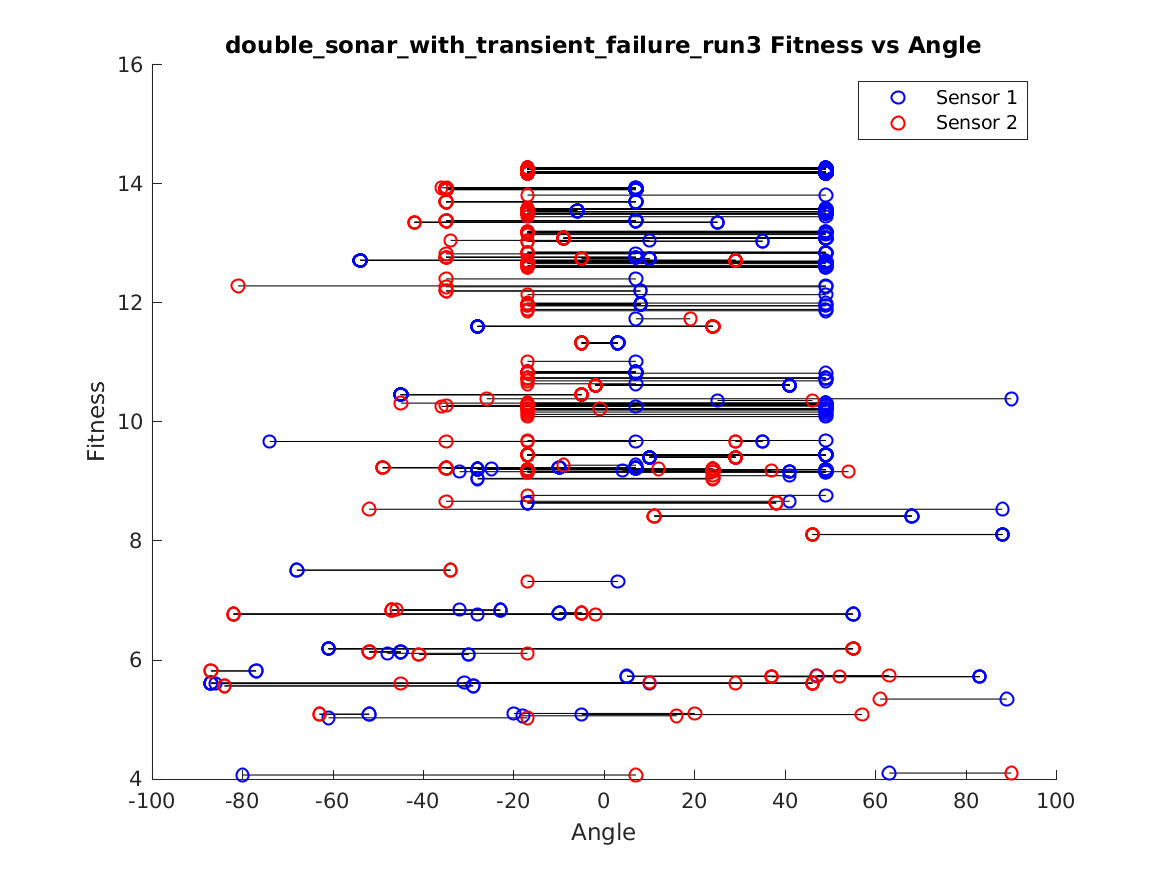 double_sonar_with_transient_failure_run3 Fitness vs Angle
Sensor 1
Sensor 2
16
14
12
10
8
6
4
Fitness
-100 -80 -60 -40 -20 0 20 40 60 80 100
Angle